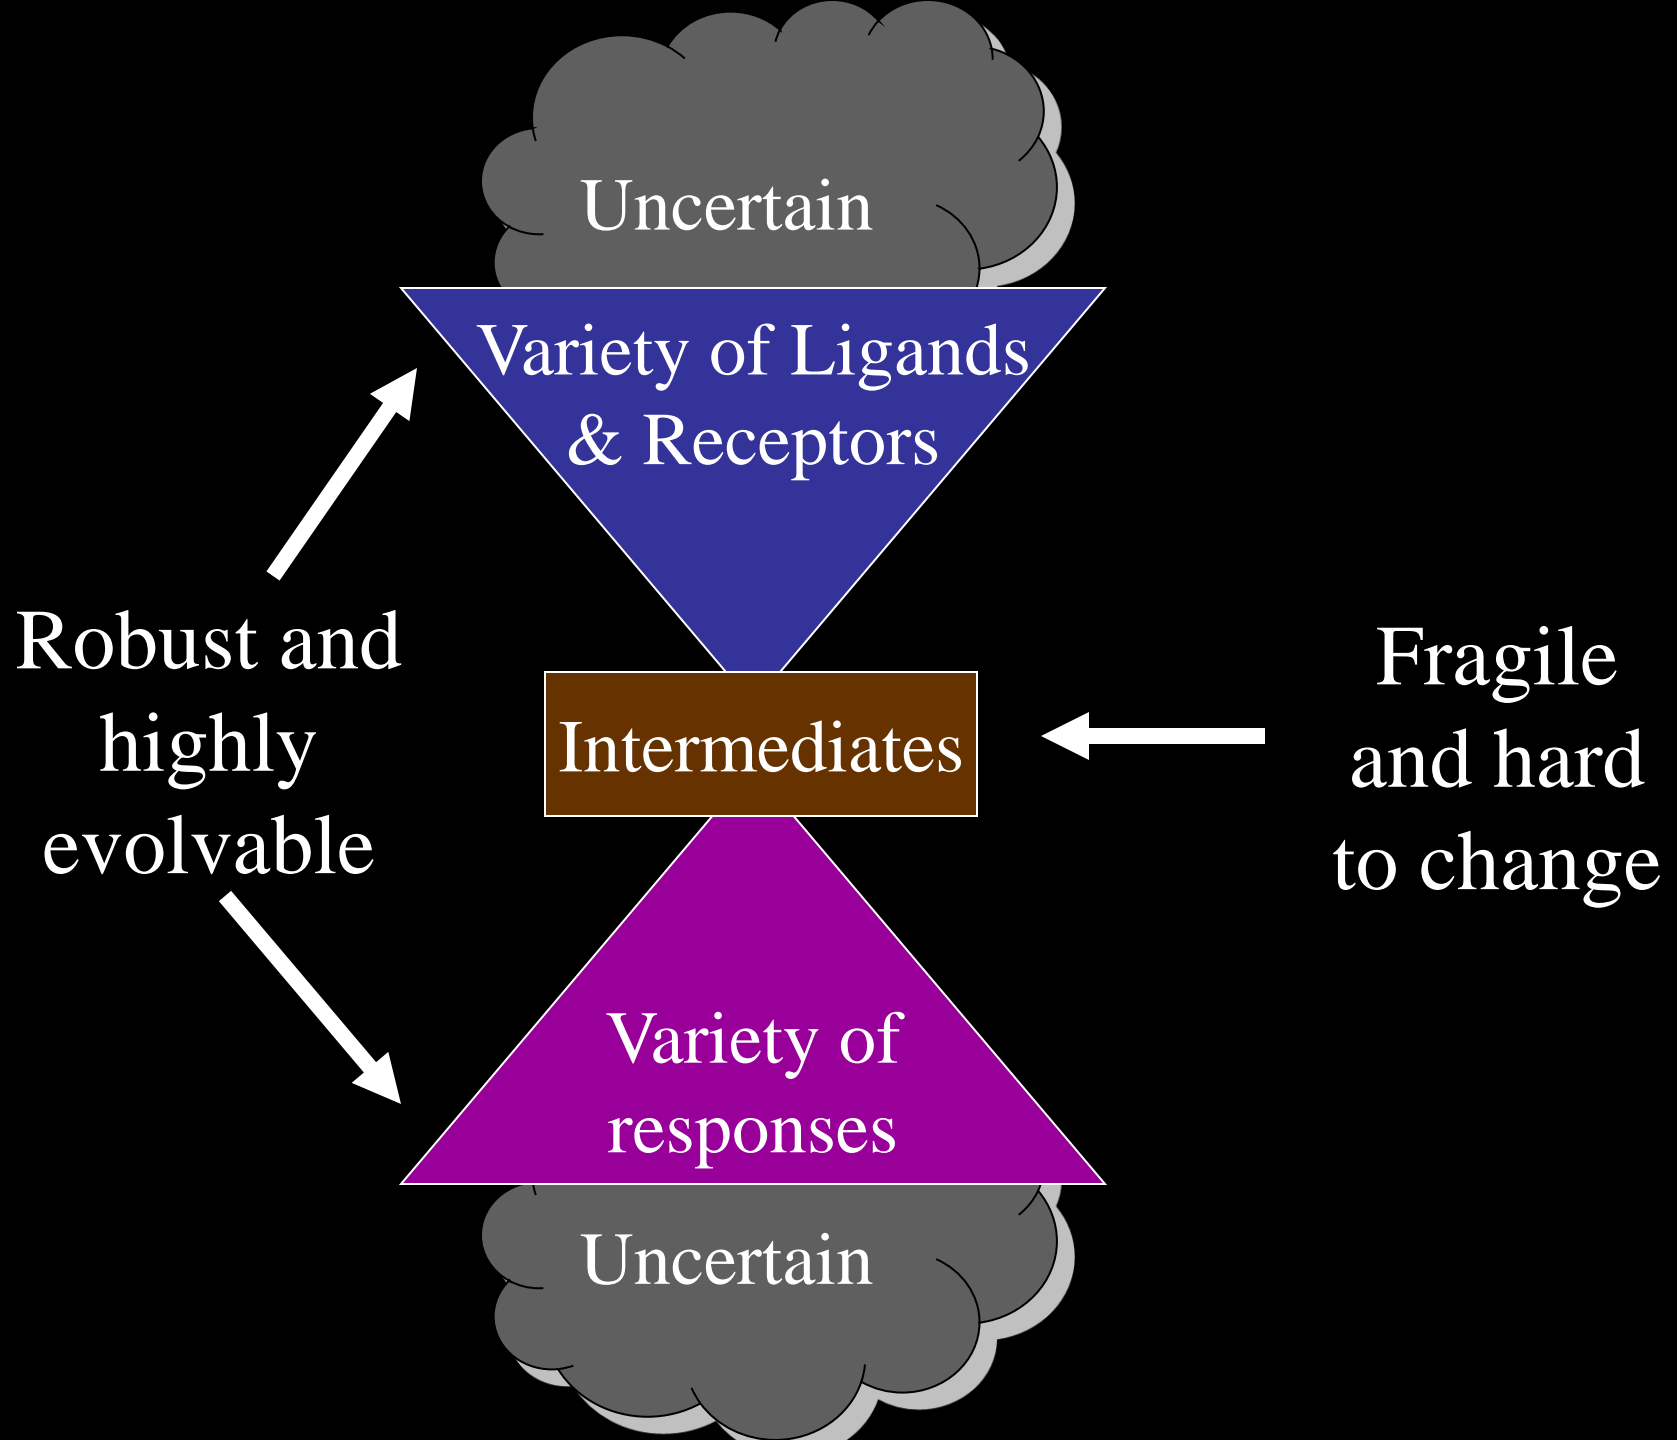 Uncertain
Variety of Ligands
& Receptors
Robust and
highly
evolvable
Intermediates
Fragile
and hard
to change
Variety of
responses
Uncertain